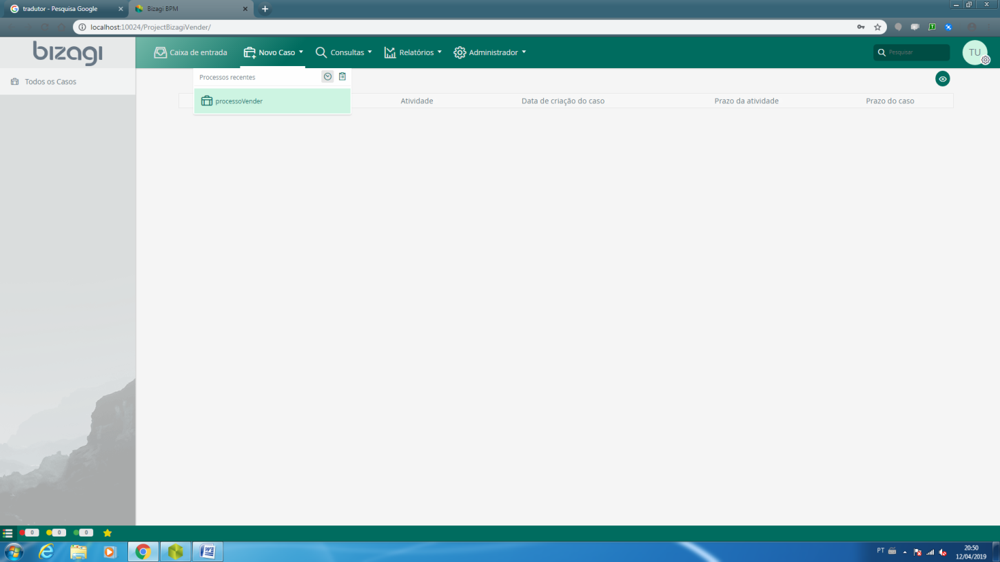 tradutor - Pesquisa Google
Bizagi BPM
localhost:10024/ProjectBizagiVender/
bizagi
Caixa de entrada
Novo Caso
Consultas
Relatórios
Administrador
Pesquisar
TU
Todos os Casos
Processos recentes
processoVender
Atividade
Data de criação do caso
Prazo da atividade
Prazo do caso
0
0
0
PT
20:50
12/04/2019